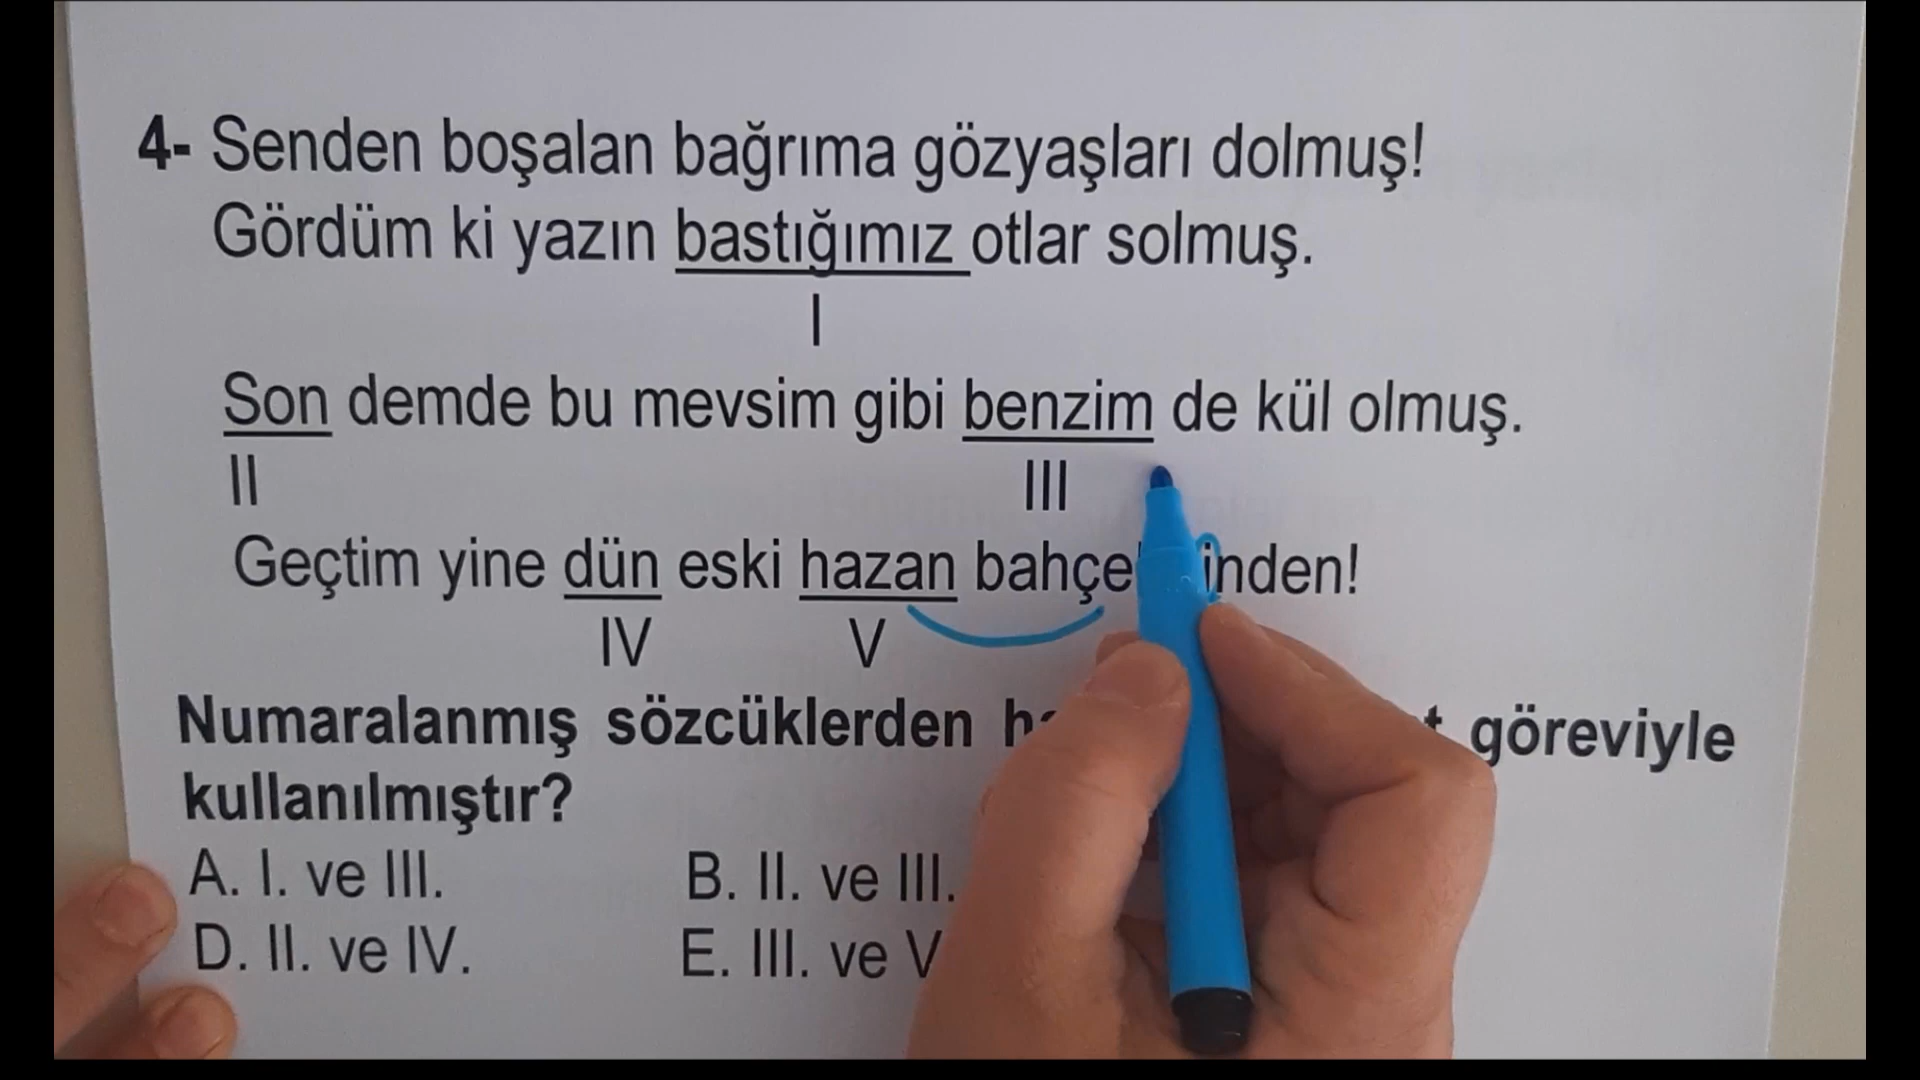 4- Senden boşalan bağrıma gözyaşları dolmuş!
Gördüm ki yazın bastığımız otlar solmuş.
I
Son demde bu mevsim gibi benzim de kül olmuş.
II III
Geçtim yine dün eski hazan
IV V
Numaralanmış sözcüklerden göreviyle
kullanılmıştır?
A. I. ve III. B. II. ve III.
D. II. ve IV. E. III. ve V